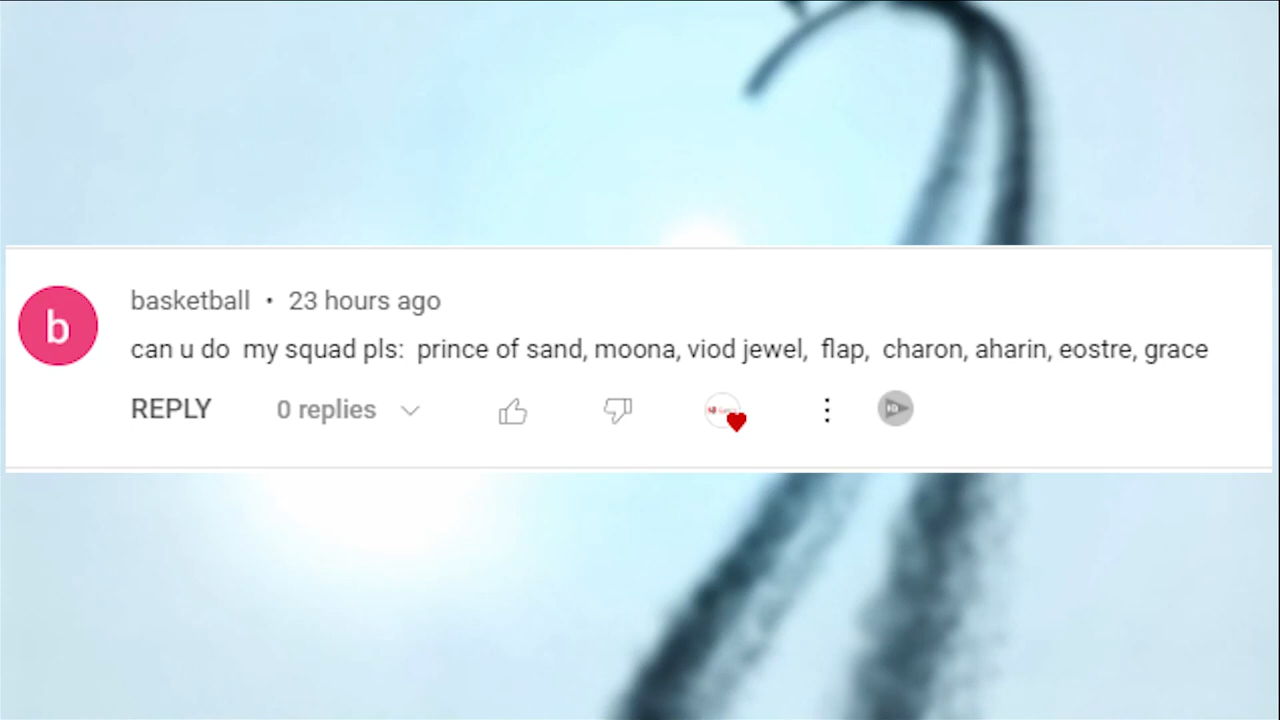 basketball • 23 hours ago
can u do my squad pls: prince of sand, moona, viod jewel, flap, charon, aharin, eostre, grace
REPLY 0 replies
b